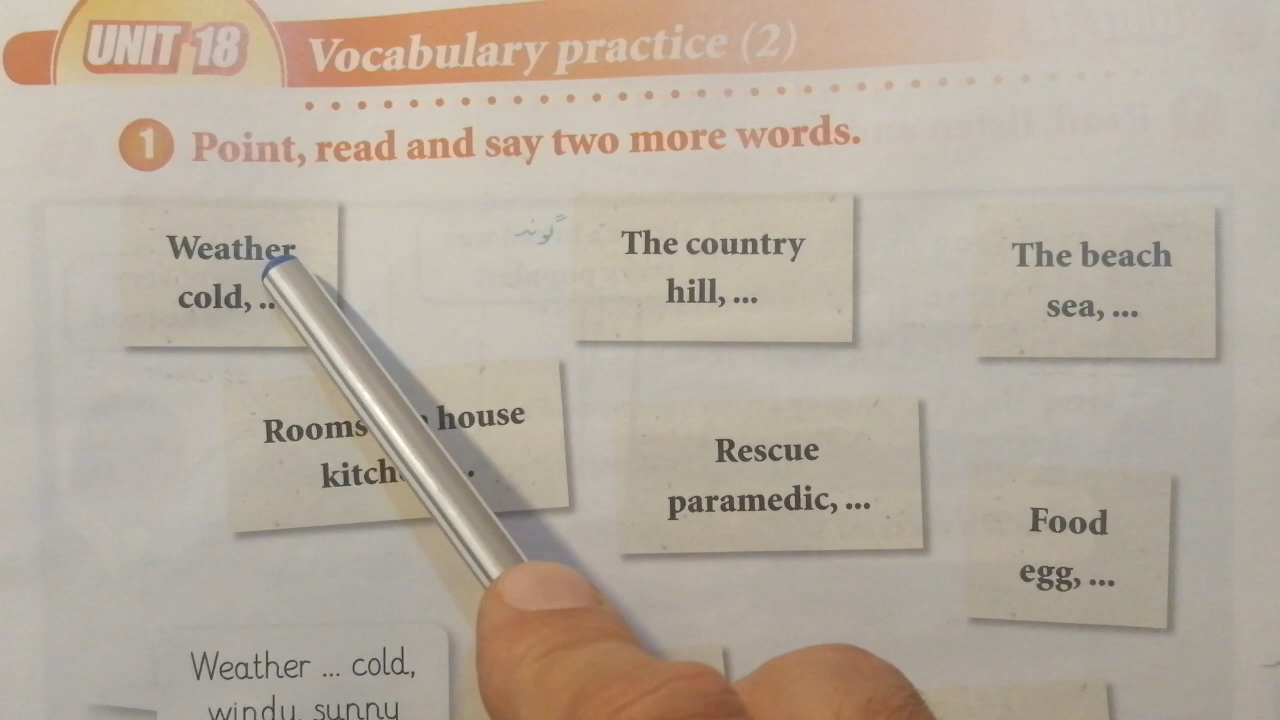 UNIT 18
Vocabulary practice (2)
1 Point, read and say two more words.
Weather
cold, ..
The country
hill, ...
The beach
sea, ...
Rooms house
Rescue
paramedic, ...
Food
egg, ...
Weather ... cold,
windy, sunny